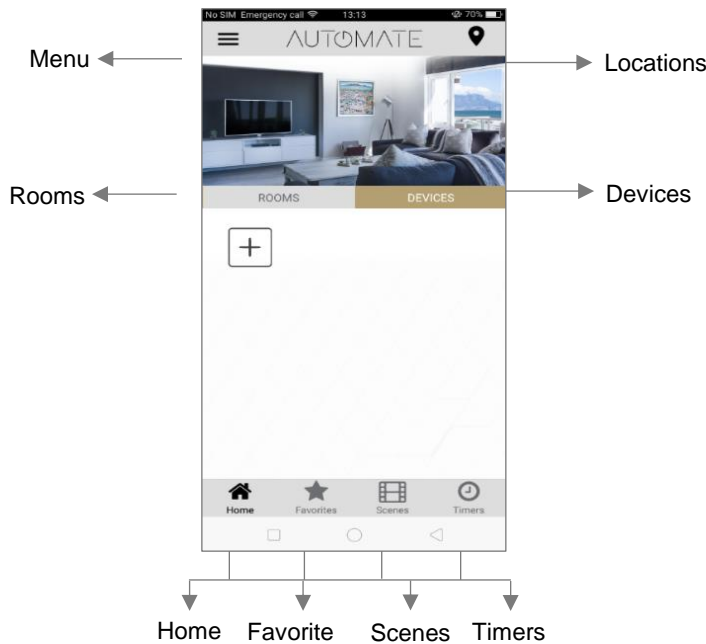 No SIM Emergency call 13:13 70%
AUTOMATE
Menu
Locations
Rooms
ROOMS
DEVICES
Devices
+
Home
Favorites
Scenes
Timers
Home
Favorite
Scenes
Timers